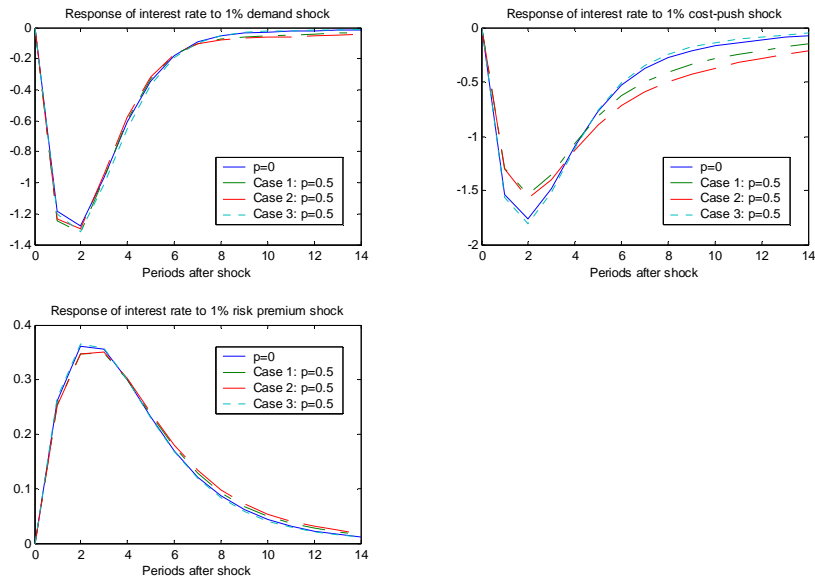 Response of interest rate to 1% demand shock
0
-0.2
-0.4
-0.6
-0.8
-1
-1.2
-1.4
0 2 4 6 8 10 12 14
Periods after shock
p=0
Case 1: p=0.5
Case 2: p=0.5
Case 3: p=0.5
Response of interest rate to 1% cost-push shock
0
-0.5
-1
-1.5
-2
0 2 4 6 8 10 12 14
Periods after shock
p=0
Case 1: p=0.5
Case 2: p=0.5
Case 3: p=0.5
Response of interest rate to 1% risk premium shock
0.4
0.3
0.2
0.1
0
0 2 4 6 8 10 12 14
Periods after shock
p=0
Case 1: p=0.5
Case 2: p=0.5
Case 3: p=0.5